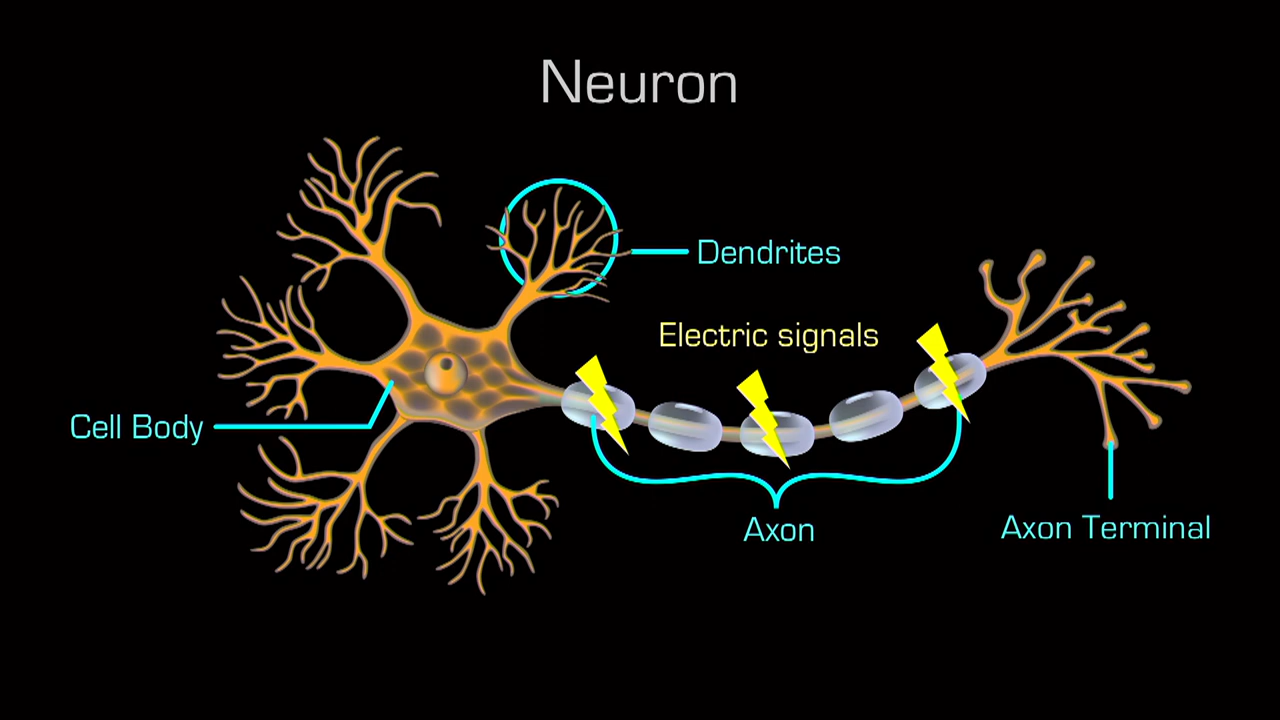 Neuron
Dendrites
Electric signals
Cell Body
Axon
Axon Terminal